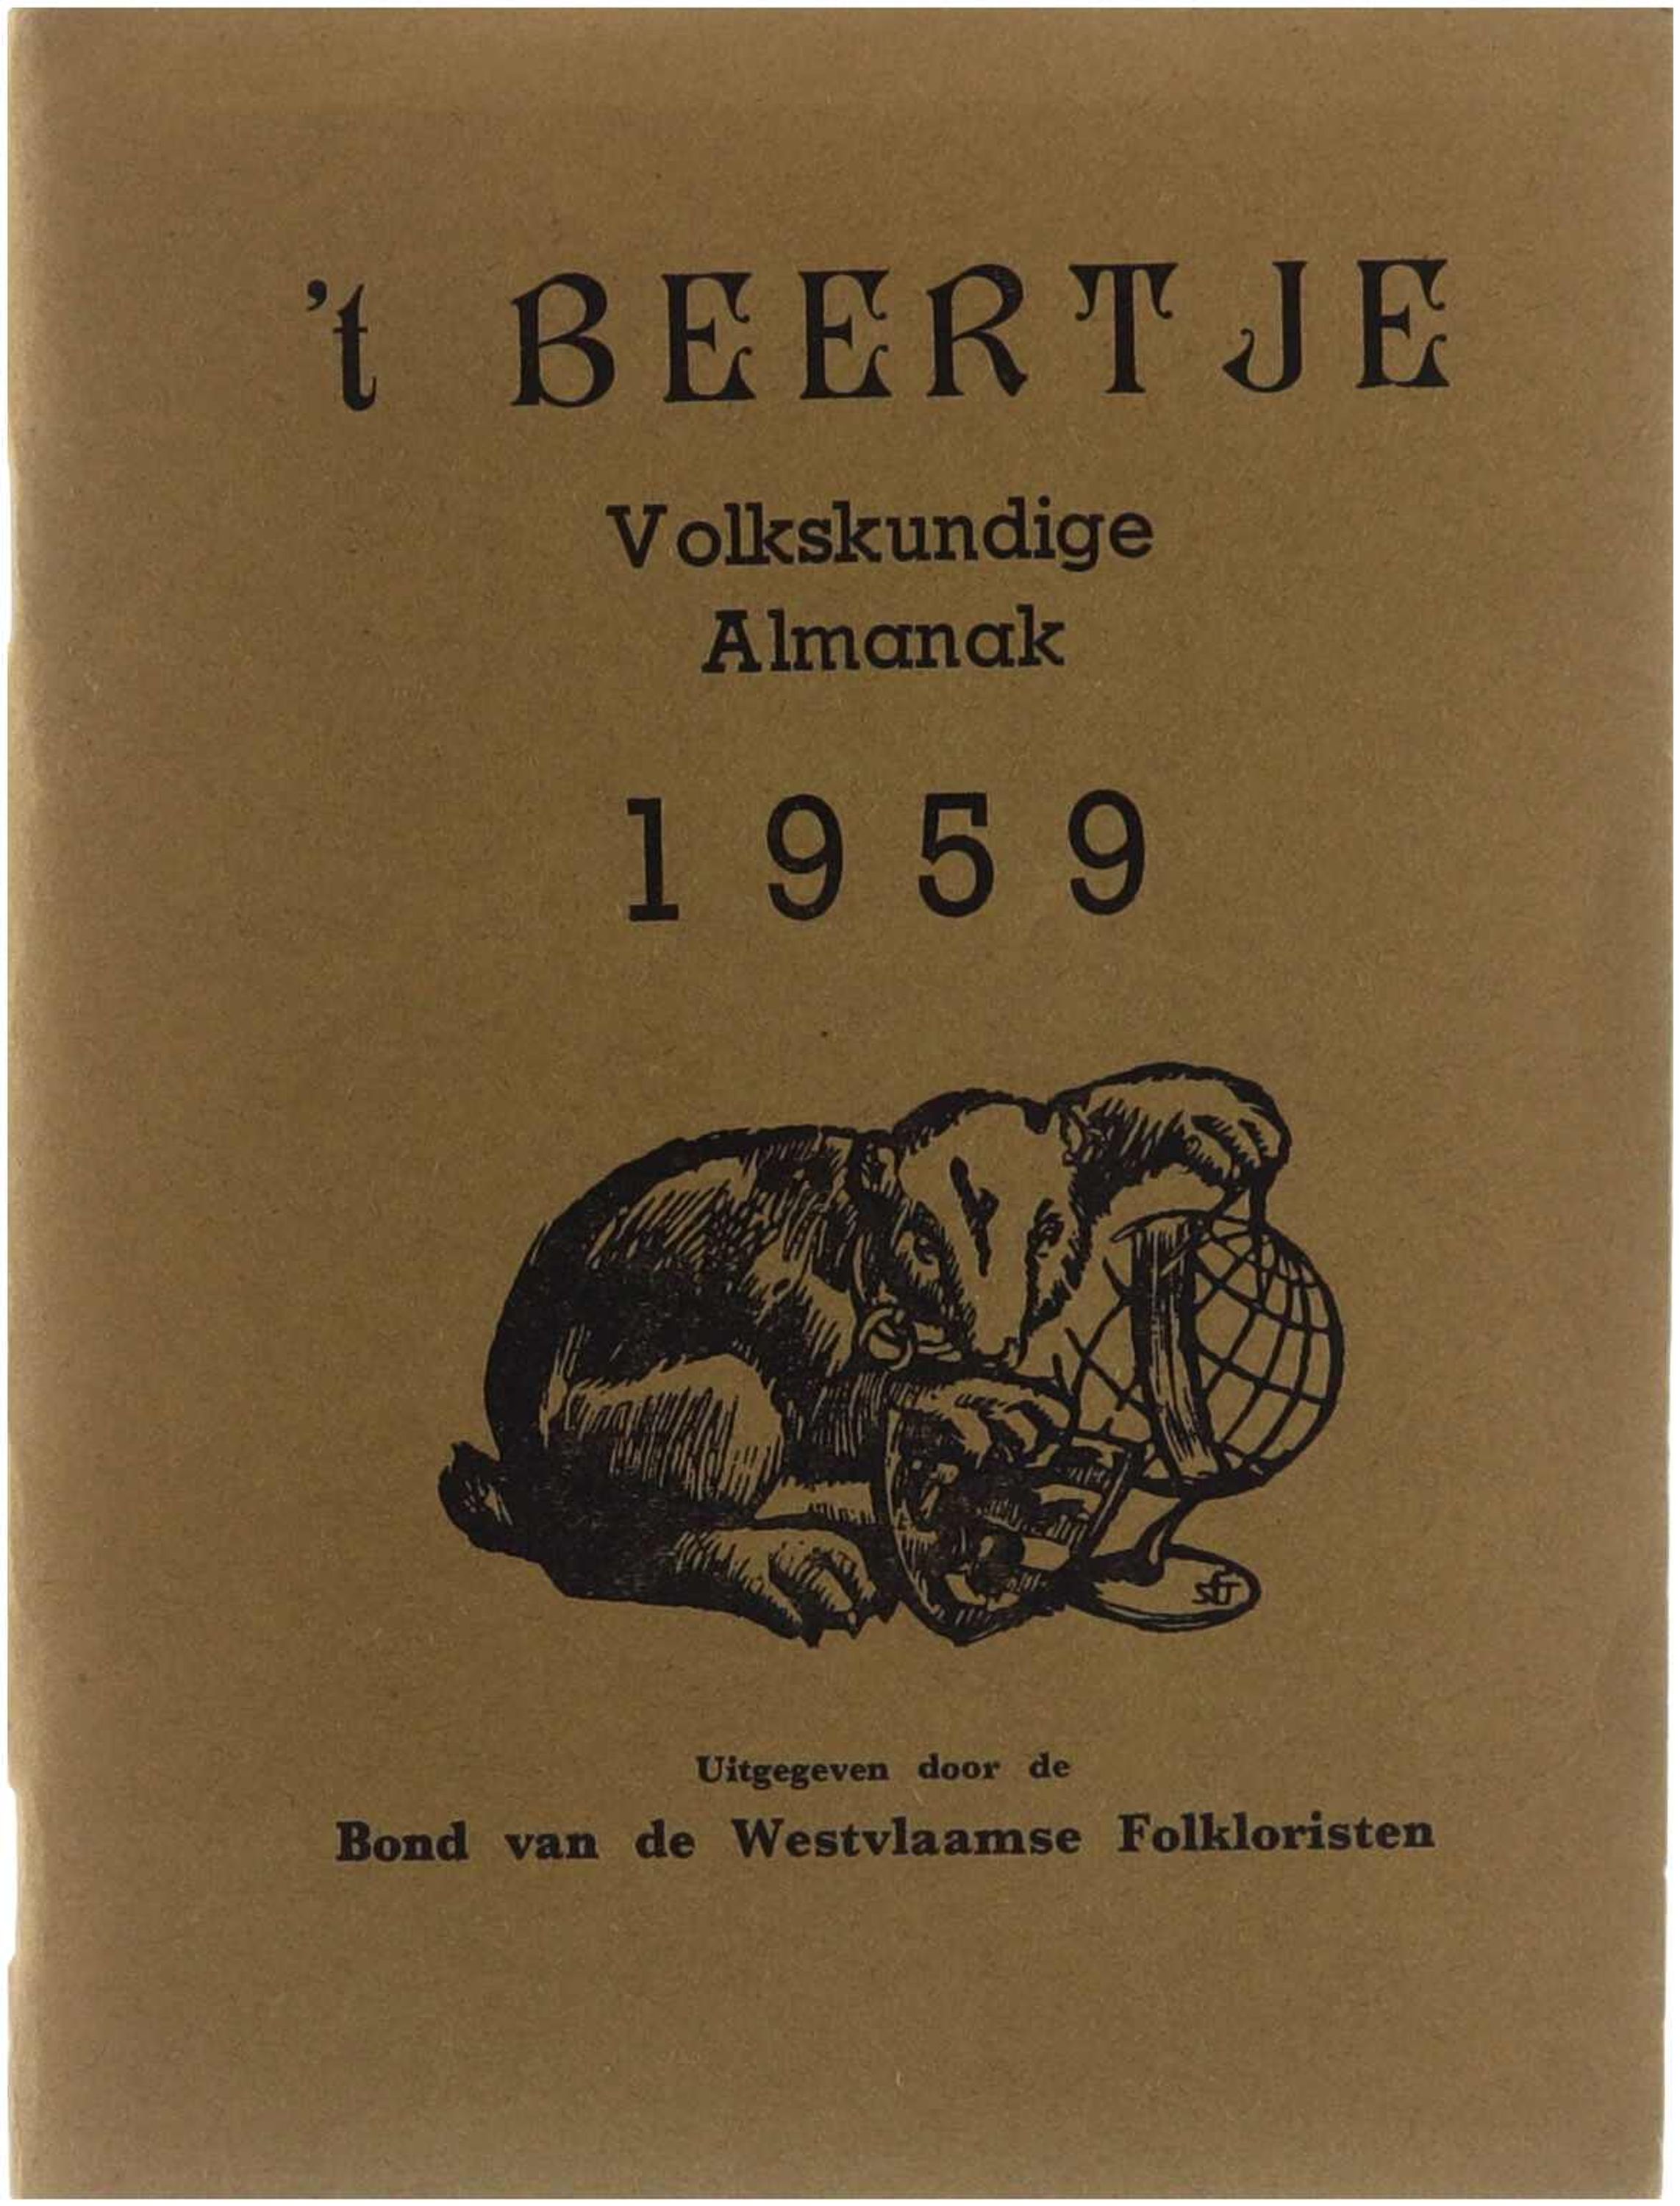 't BEERTJE
Volkskundige
Almanak
1959
Uitgegeven door de
Bond van de Westvlaamse Folkloristen